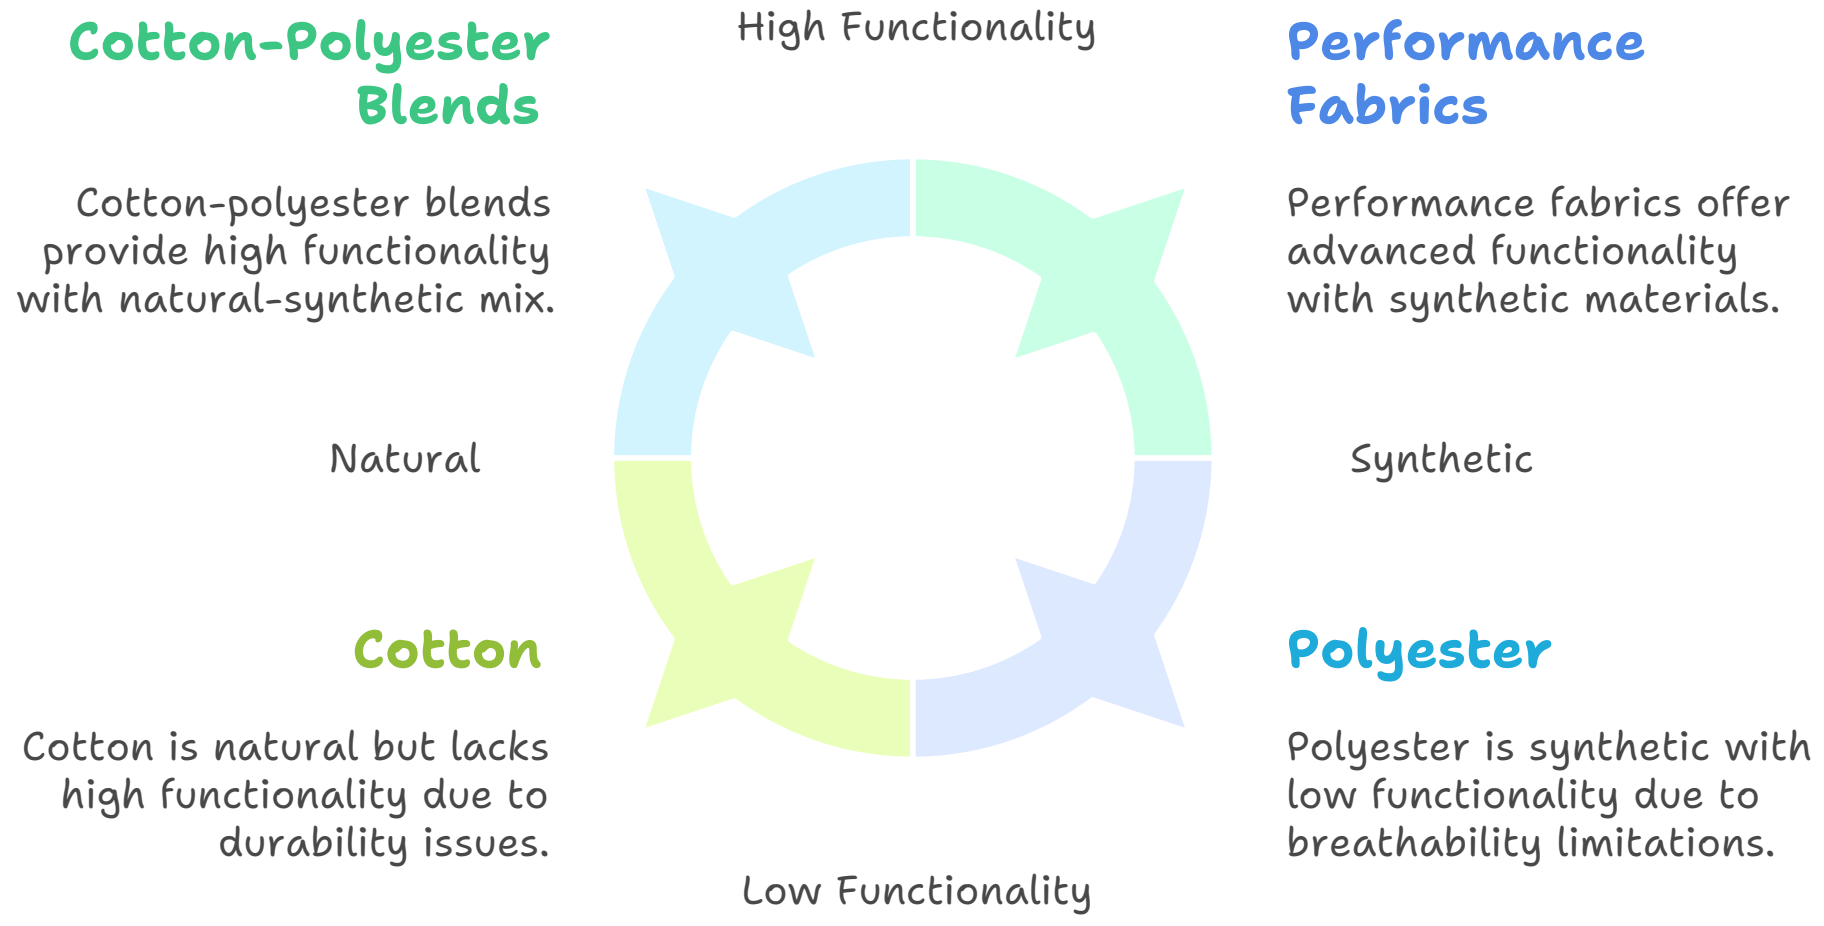 High Functionality
Cotton-Polyester
Blends
Cotton-polyester blends
provide high functionality
with natural-synthetic mix.
Performance
Fabrics
Performance fabrics offer
advanced functionality
with synthetic materials.
Natural
Synthetic
Cotton
Cotton is natural but lacks
high functionality due to
durability issues.
Polyester
Polyester is synthetic with
low functionality due to
breathability limitations.
Low Functionality